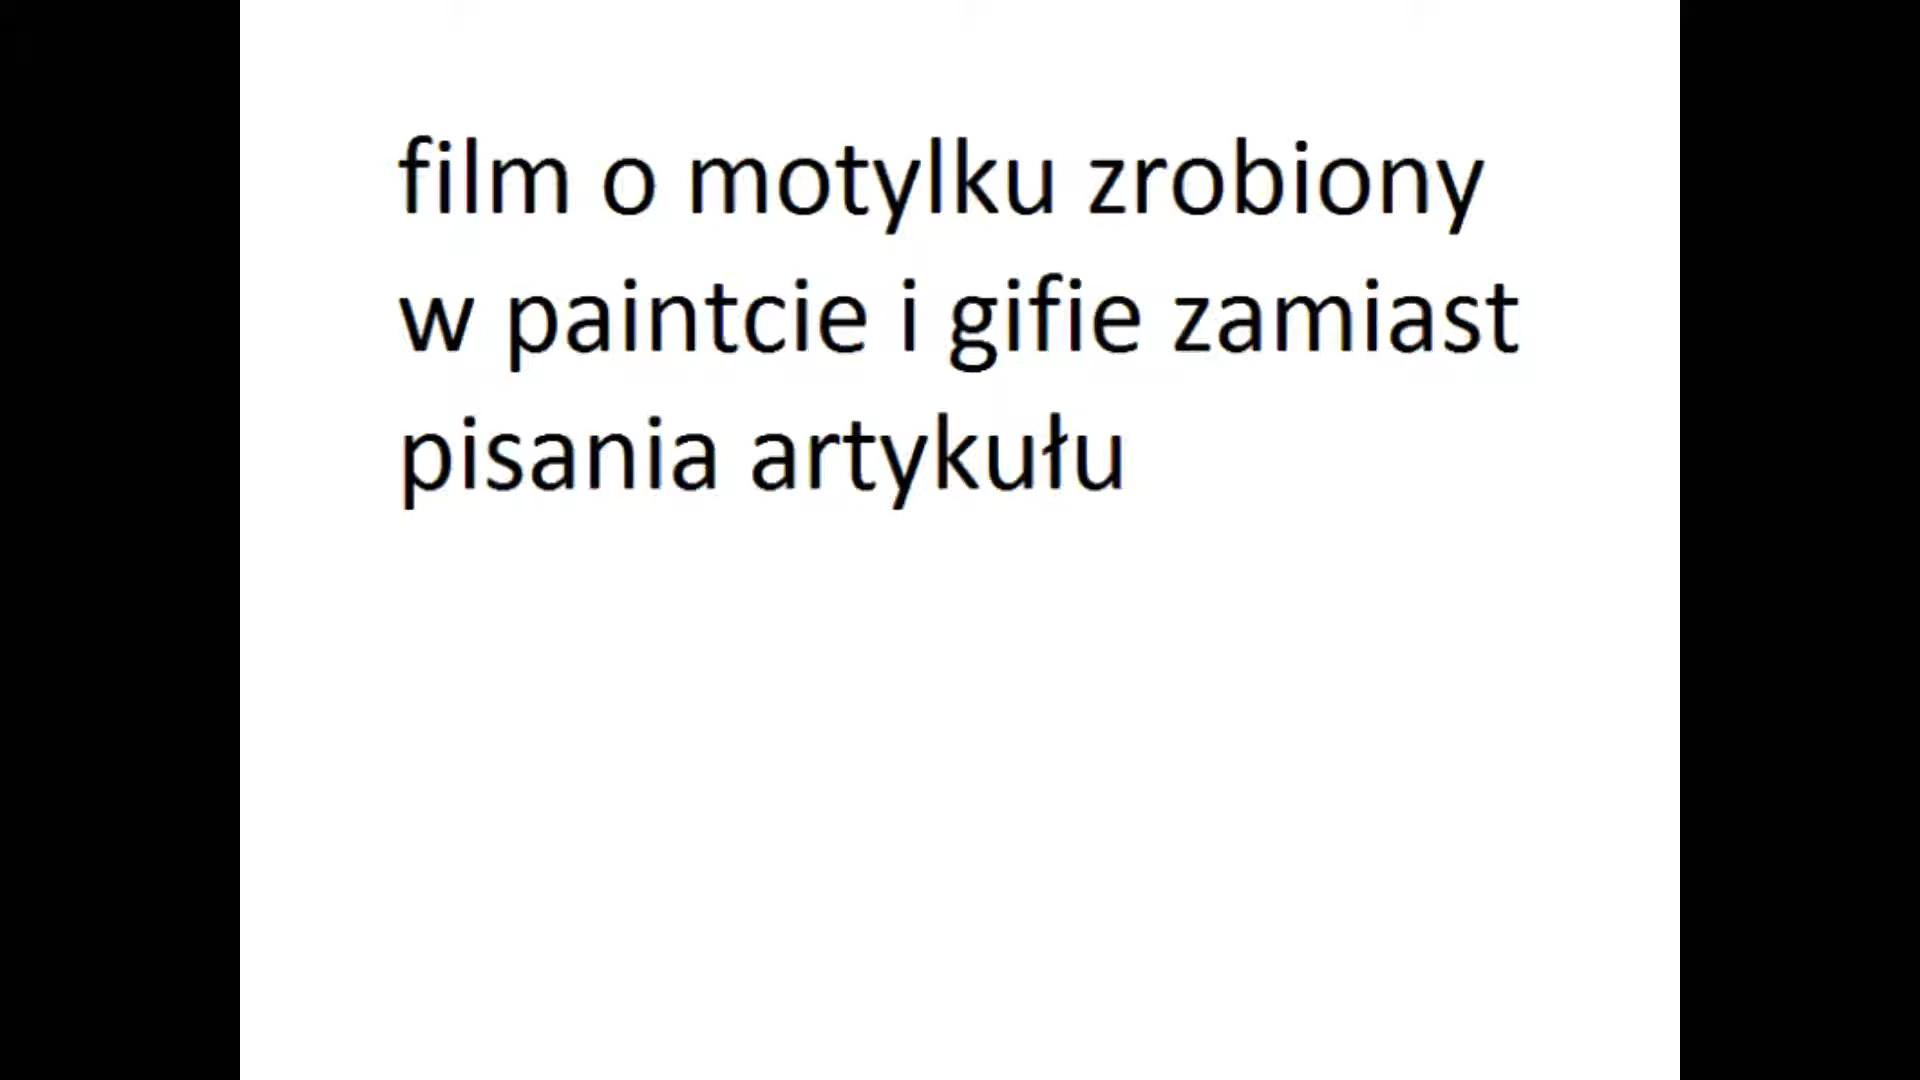 film o motylku zrobiony
w paintcie i gifie zamiast
pisania artykułu